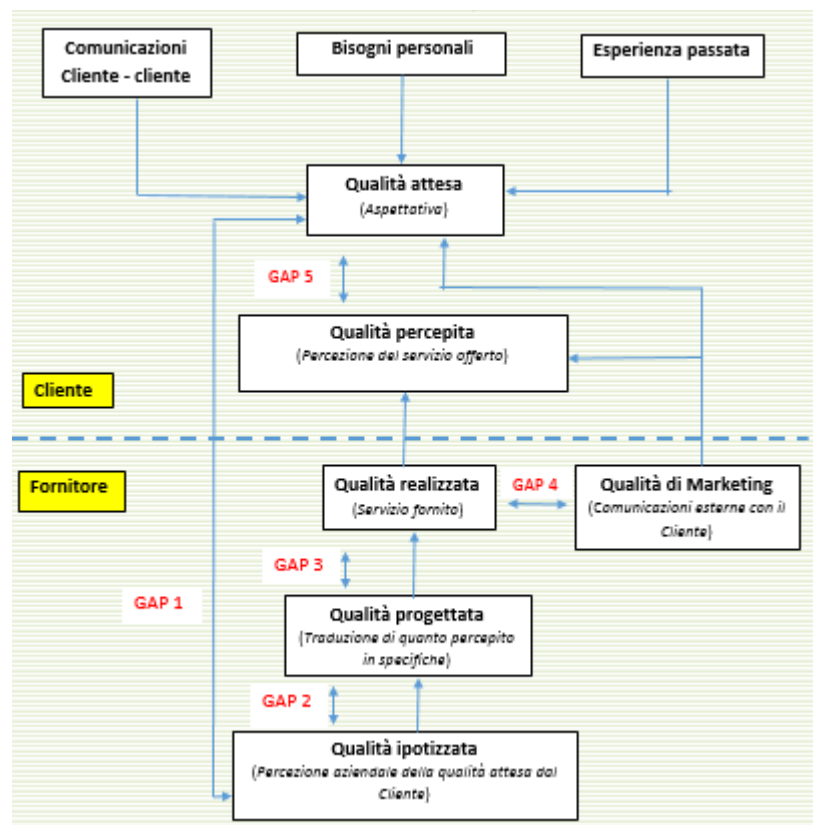 Comunicazioni
Cliente - cliente
Bisogni personali
Esperienza passata
Qualità attesa
(Aspettativa)
GAP 5
Qualità percepita
(Percezione del servizio offerto)
Cliente
Fornitore
Qualità realizzata
(Servizio fornito)
GAP 4
Qualità di Marketing
(Comunicazioni esterne con il
Cliente)
GAP 3
GAP 1
Qualità progettata
(Traduzione di quanto percepito
in specifiche)
GAP 2
Qualità ipotizzata
(Percezione aziendale della qualità attesa dal
Cliente)